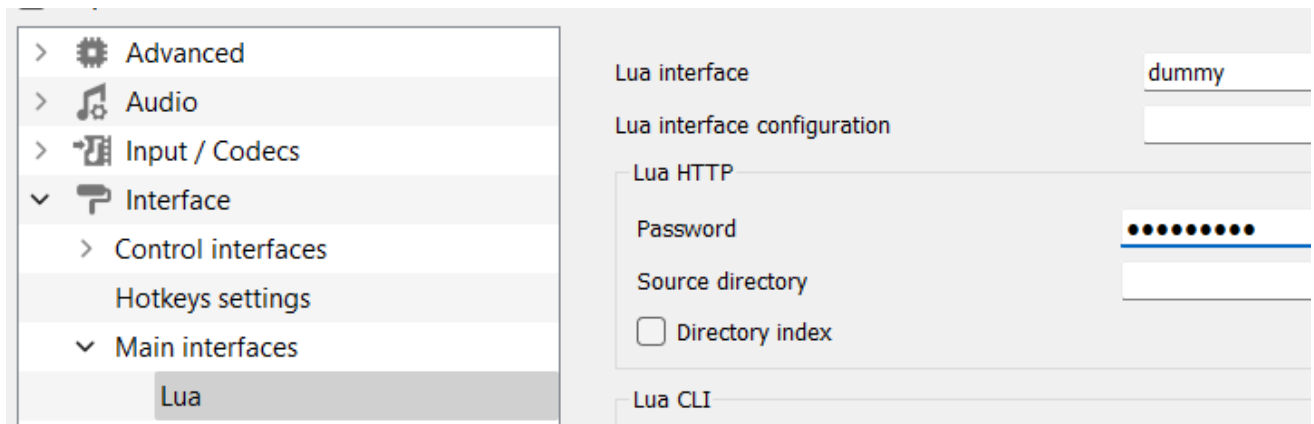 Advanced
Audio
Input / Codecs
Interface
Control interfaces
Hotkeys settings
Main interfaces
Lua
Lua interface dummy
Lua interface configuration
Lua HTTP
Password •••••••••
Source directory
Directory index
Lua CLI